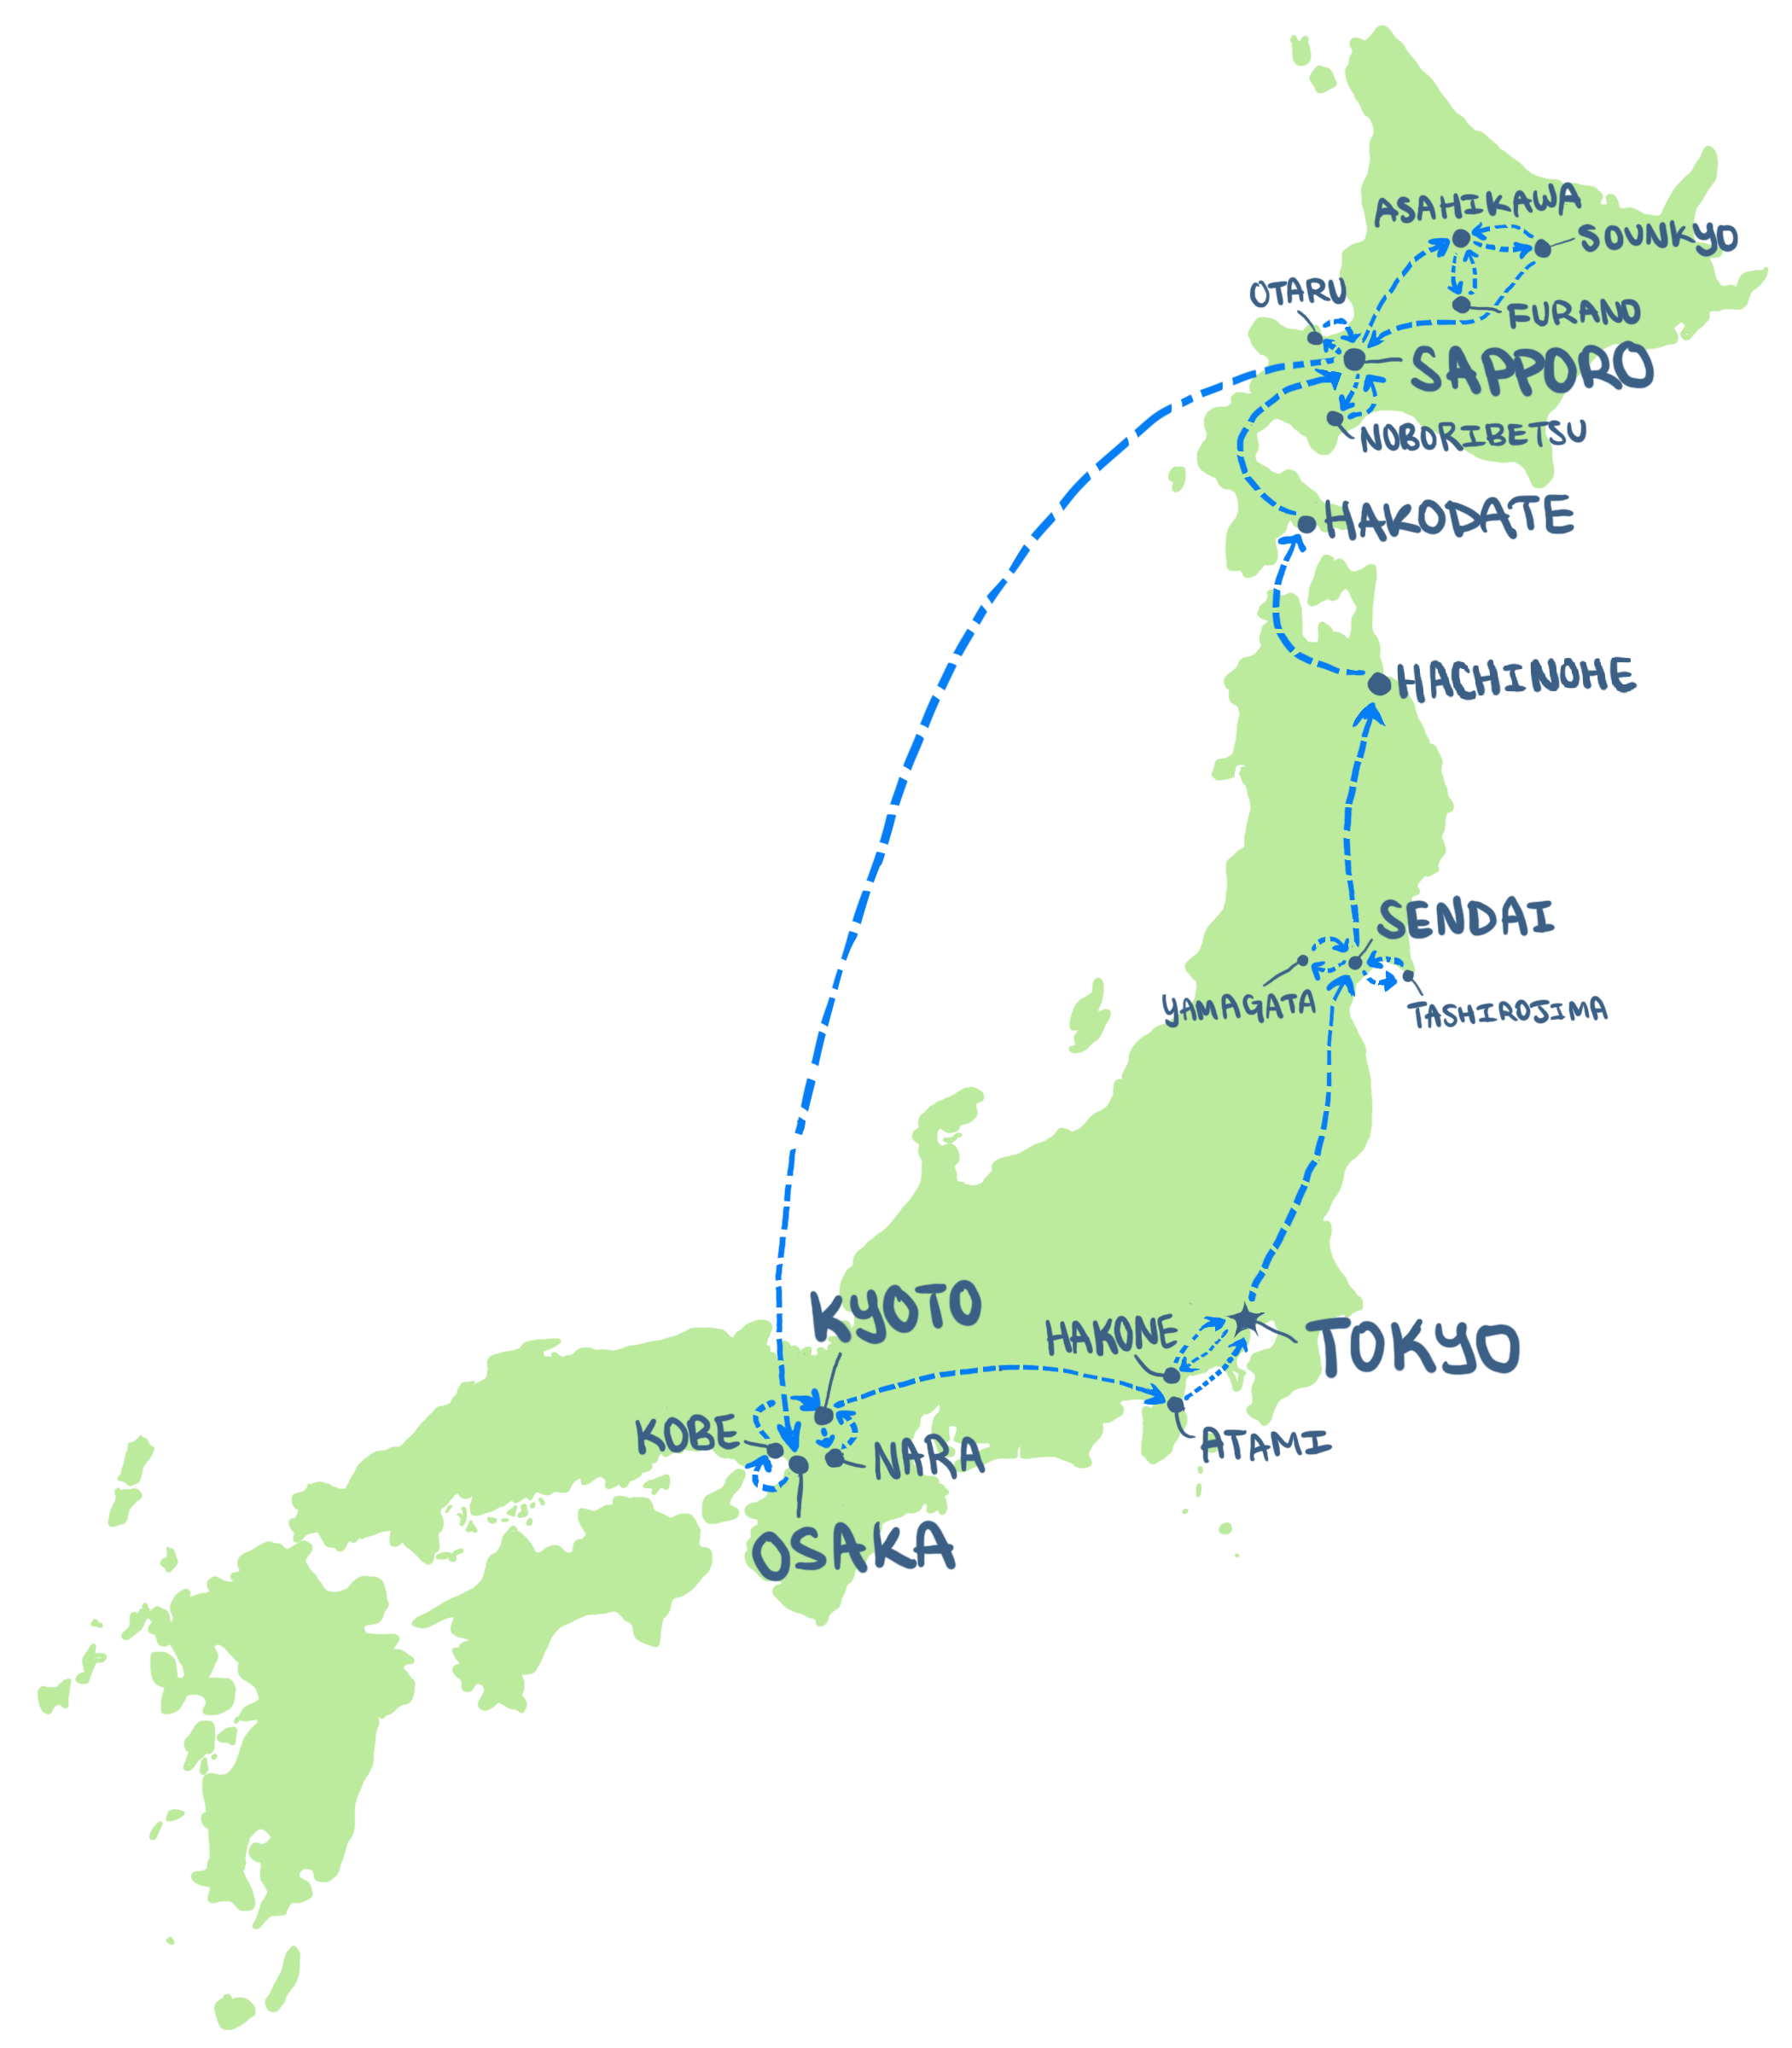 ASAHIKAWA
SOUNKYO
OTARU
FURANO
SAPPORO
NOBORIBETSU
HAKODATE
HACHINOHE
SENDAI
YAMAGATA
TASHIROJIMA
KYOTO
HAKONE
TOKYO
KOBE
NARA
ATAMI
OSAKA